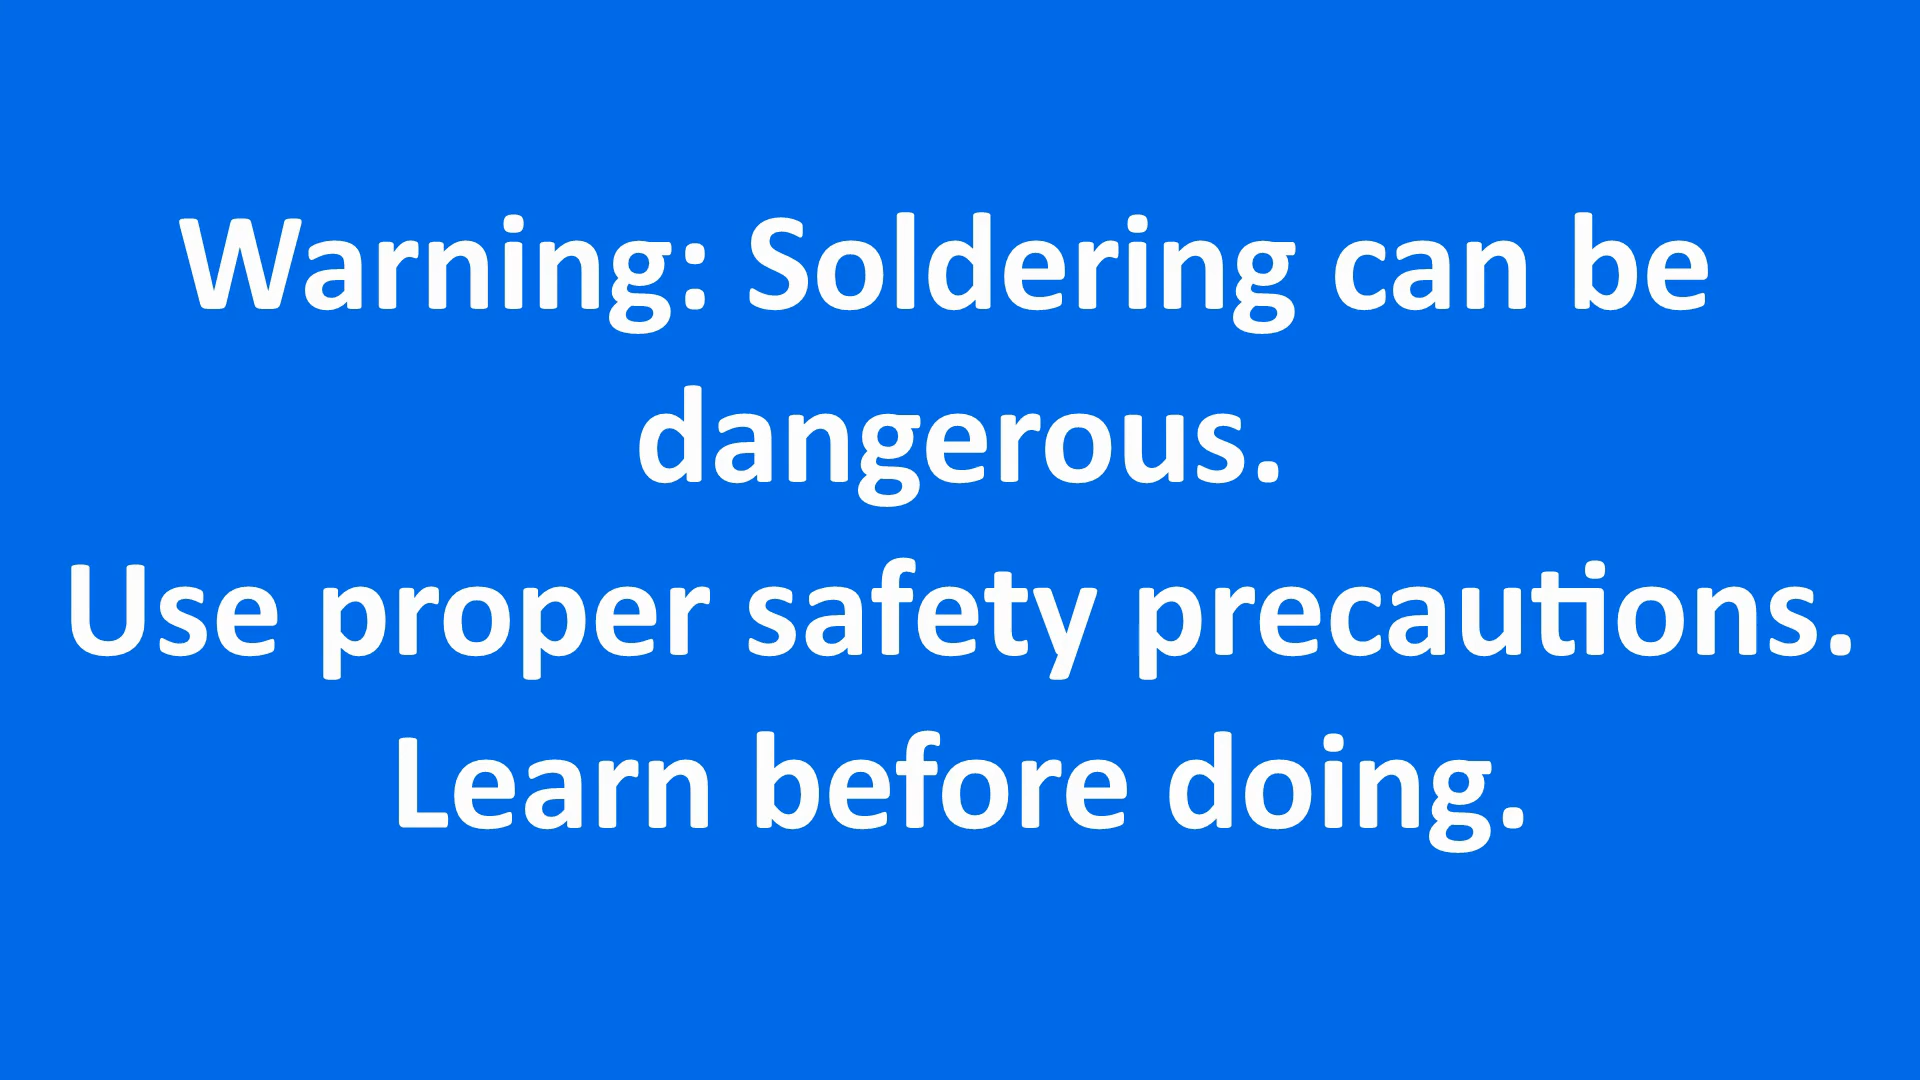 Warning: Soldering can be
dangerous.
Use proper safety precautions.
Learn before doing.